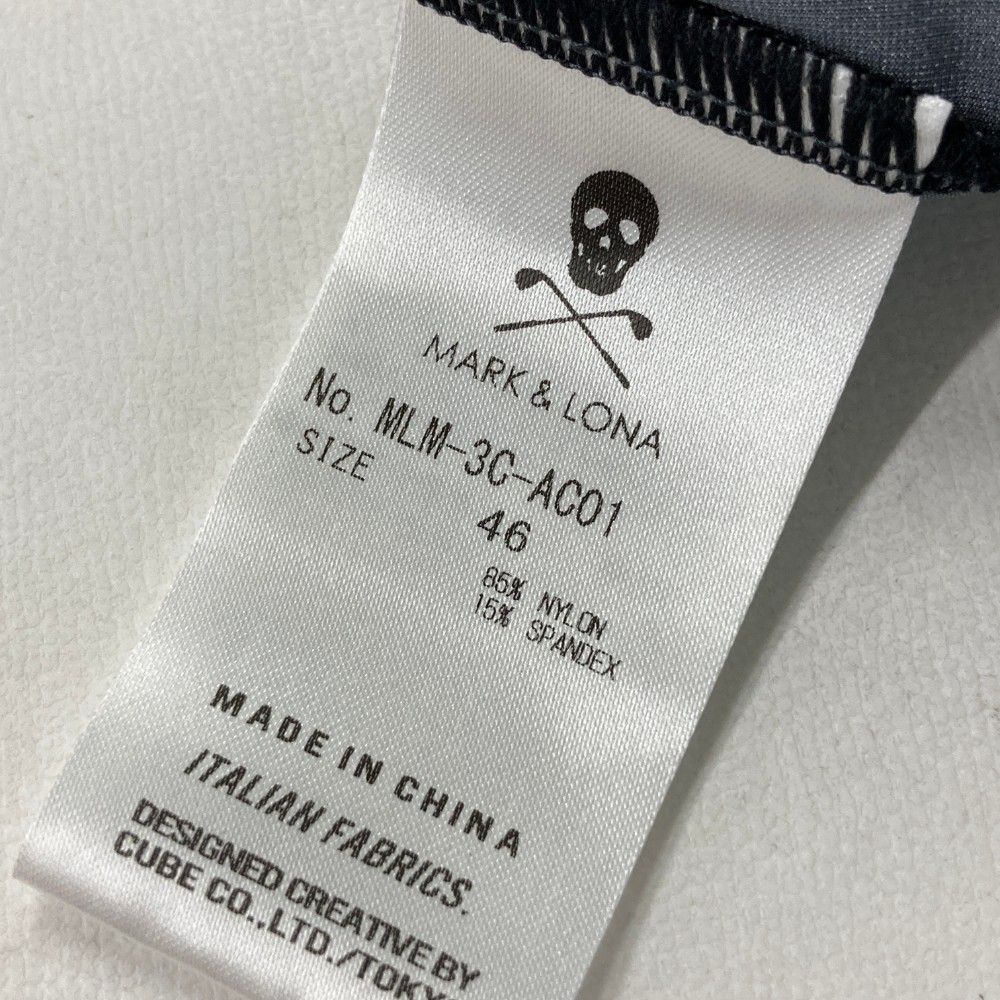 MARK & LONA
No. MLM-3C-AC01
SIZE
46
85% NYLON
15% SPANDEX
MADE IN CHINA
ITALIAN FABRICS.
DESIGNED CREATIVE BY
CUBE CO.,LTD./TOKY